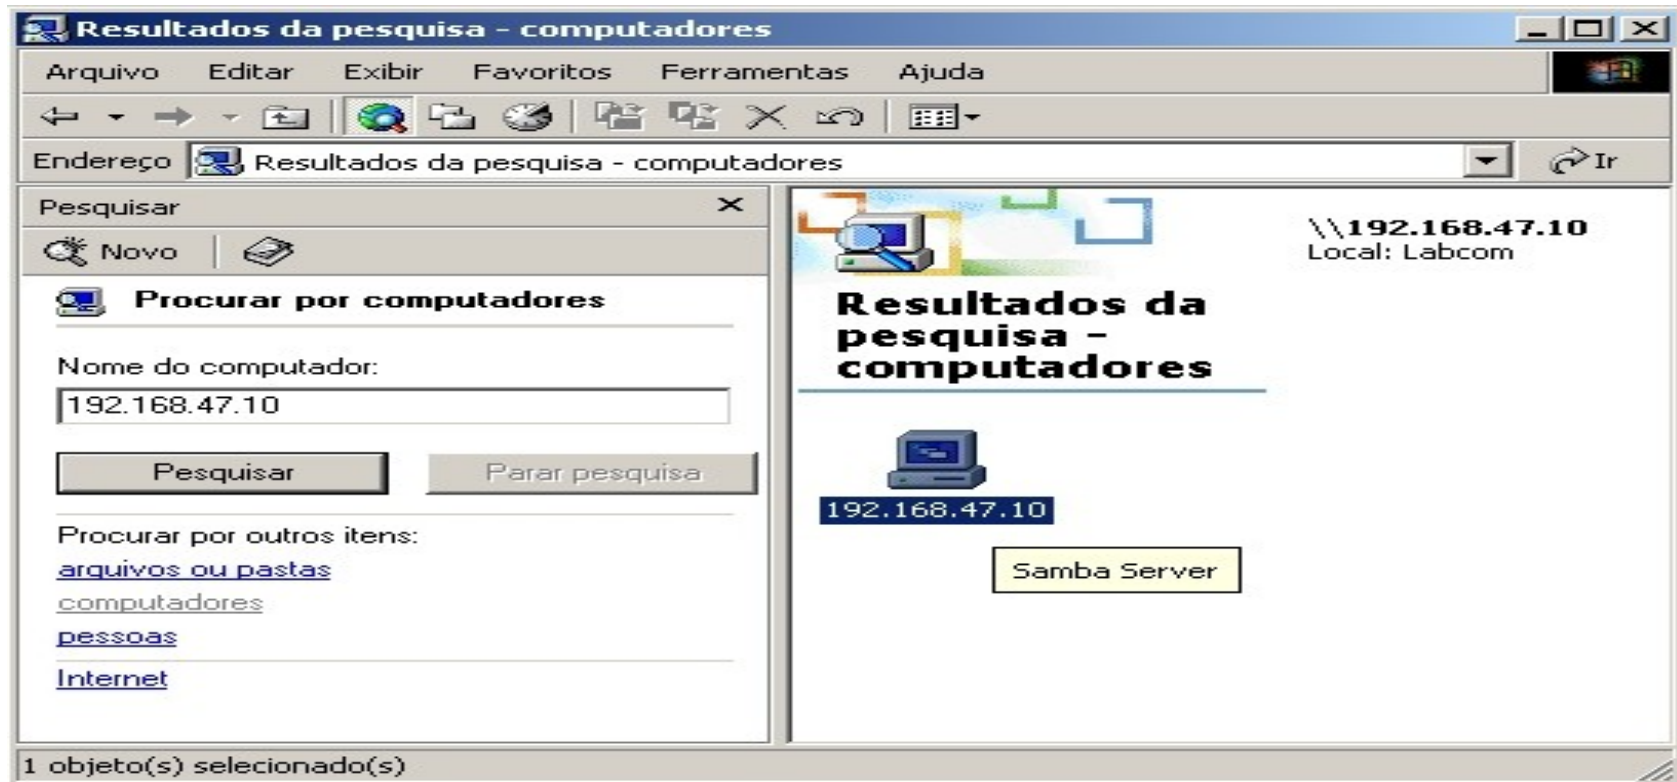 Resultados da pesquisa - computadores
Arquivo Editar Exibir Favoritos Ferramentas Ajuda
Endereço Resultados da pesquisa - computadores Ir
Pesquisar
Novo
Procurar por computadores
Nome do computador:
192.168.47.10
Pesquisar Parar pesquisa
Procurar por outros itens:
arquivos ou pastas
computadores
pessoas
Internet
Resultados da
pesquisa -
computadores
\\192.168.47.10
Local: Labcom
192.168.47.10
Samba Server
1 objeto(s) selecionado(s)